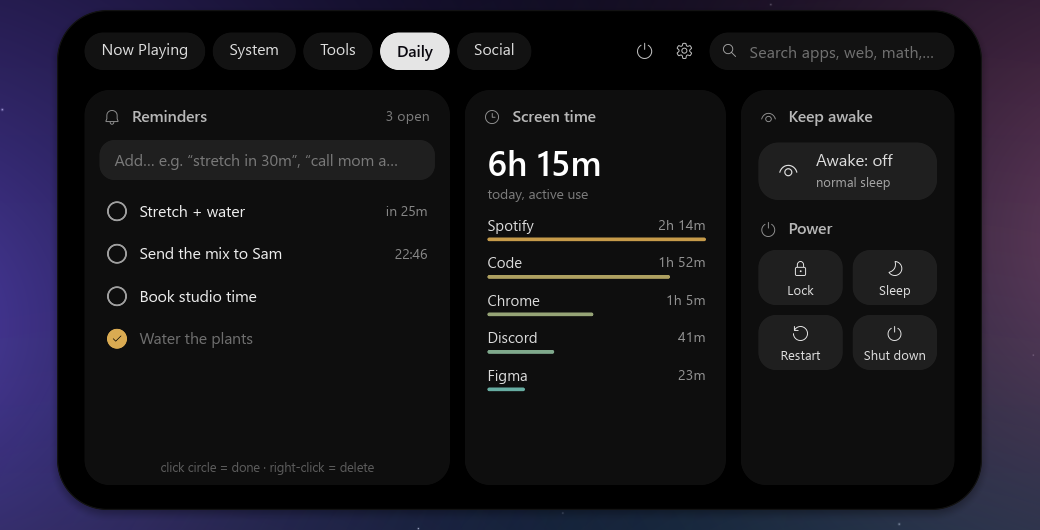 Now Playing
System
Tools
Daily
Social
Search apps, web, math,...
Reminders
3 open
Add... e.g. "stretch in 30m", "call mom a...
Stretch + water
in 25m
Send the mix to Sam
22:46
Book studio time
Water the plants
click circle = done · right-click = delete
Screen time
6h 15m
today, active use
Spotify
2h 14m
Code
1h 52m
Chrome
1h 5m
Discord
41m
Figma
23m
Keep awake
Awake: off
normal sleep
Power
Lock
Sleep
Restart
Shut down